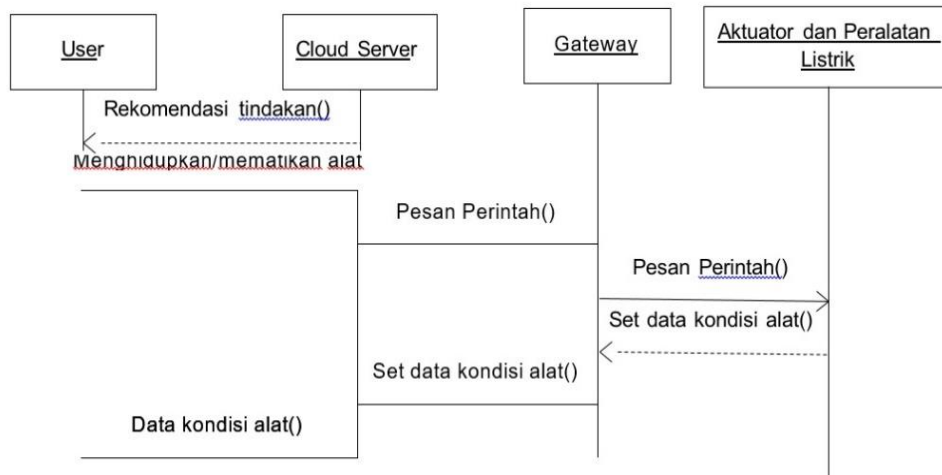 User
Cloud Server
Gateway
Aktuator dan Peralatan
Listrik
Rekomendasi tindakan()
Menghidupkan/mematikan alat
Pesan Perintah()
Pesan Perintah()
Set data kondisi alat()
Set data kondisi alat()
Data kondisi alat()